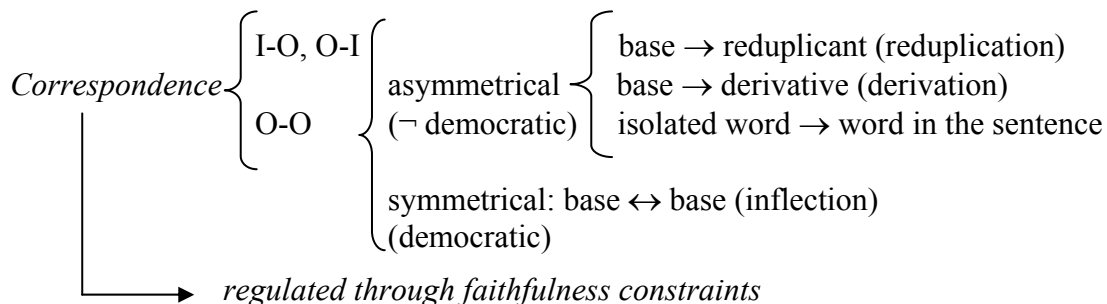 I-O, O-I
base → reduplicant (reduplication)
Correspondence
asymmetrical
base → derivative (derivation)
O-O
(¬ democratic)
isolated word → word in the sentence
symmetrical: base ↔ base (inflection)
(democratic)
regulated through faithfulness constraints